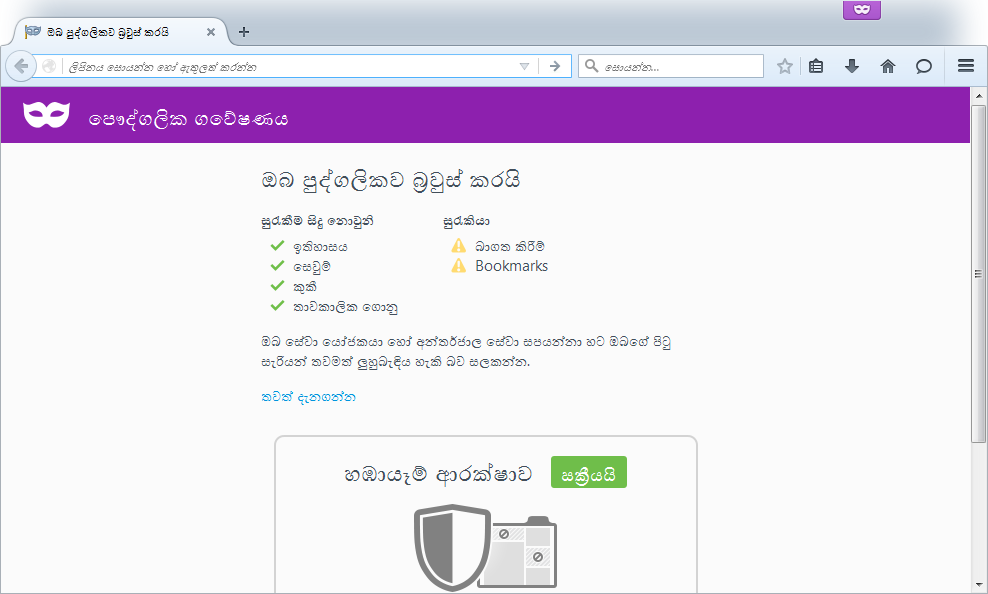 ඔබ පුද්ගලිකව බ්‍රවුස් කරයි
ලිපිනය සොයන්න හෝ ඇතුලත් කරන්න
සොයන්න...
පෞද්ගලික ගවේෂණය
ඔබ පුද්ගලිකව බ්‍රවුස් කරයි
සුරැකීම සිදු නොවුනි
සුරැකියා
ඉතිහාසය
බාගත කිරීම්
සෙවුම්
Bookmarks
කුකී
තාවකාලික ගොනු
ඔබ සේවා යෝජකයා හෝ අන්තර්ජාල සේවා සපයන්නා හට ඔබගේ පිටු
සැරියන් තවමත් ලුහුබැඳිය හැකි බව සලකන්න.
තවත් දැනගන්න
හඹායෑම් ආරක්ෂාව
සක්‍රීයයි